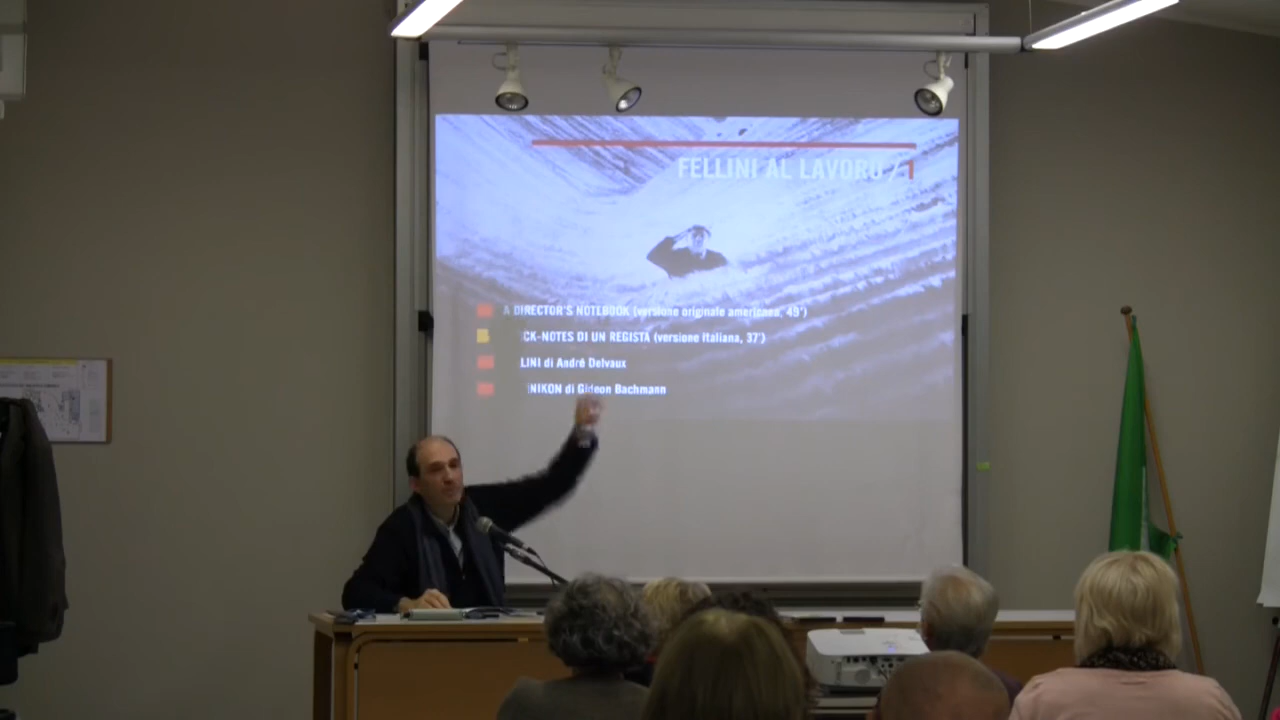 FELLINI AL LAVORO / 1
A DIRECTOR'S NOTEBOOK (versione originale americana, 49')
CK-NOTES DI UN REGISTA (versione italiana, 37')
LINI di André Delvaux
NIKON di Gideon Bachmann